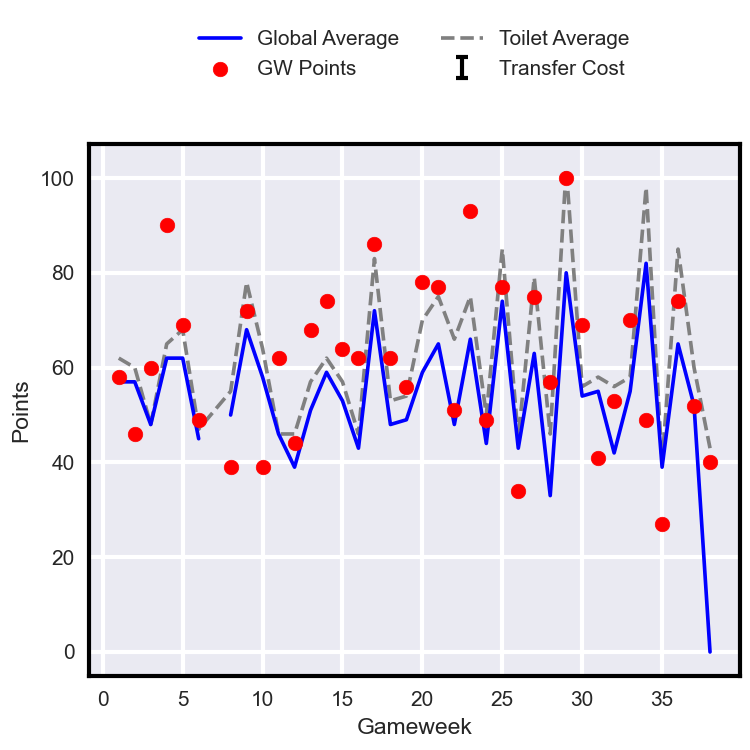 Global Average
Toilet Average
GW Points
Transfer Cost
100
80
60
40
20
0
Points
0 5 10 15 20 25 30 35
Gameweek